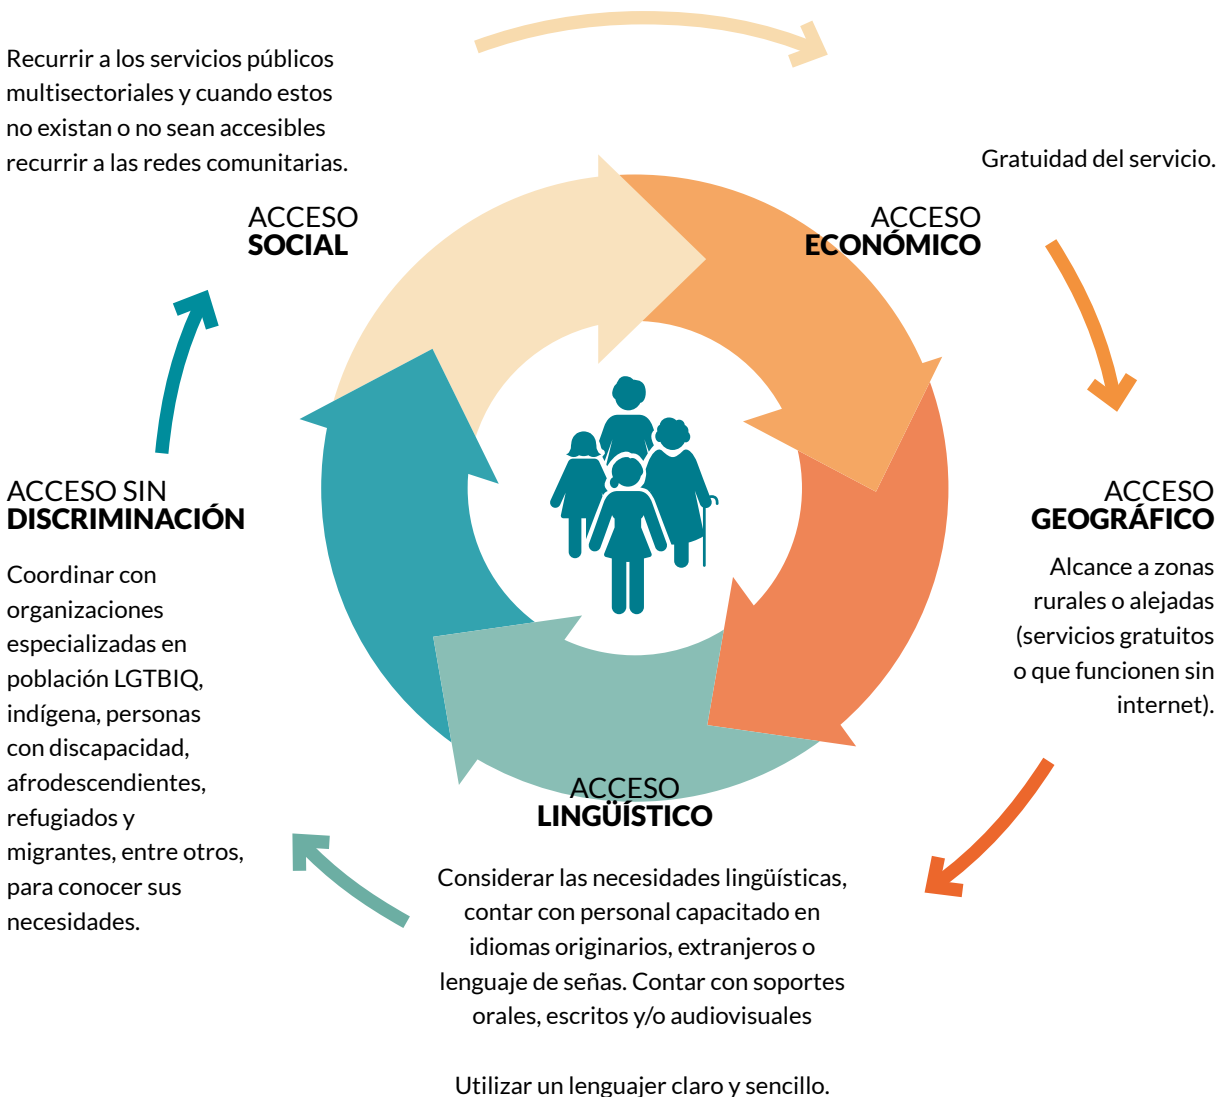 Recurrir a los servicios públicos
multisectoriales y cuando estos
no existan o no sean accesibles
recurrir a las redes comunitarias.
ACCESO
SOCIAL
Gratuidad del servicio.
ACCESO
ECONÓMICO
ACCESO
GEOGRÁFICO
Alcance a zonas
rurales o alejadas
(servicios gratuitos
o que funcionen sin
internet).
ACCESO
LINGÜÍSTICO
Considerar las necesidades lingüísticas,
contar con personal capacitado en
idiomas originarios, extranjeros o
lenguaje de señas. Contar con soportes
orales, escritos y/o audiovisuales
Utilizar un lenguajer claro y sencillo.
ACCESO SIN
DISCRIMINACIÓN
Coordinar con
organizaciones
especializadas en
población LGTBIQ,
indígena, personas
con discapacidad,
afrodescendientes,
refugiados y
migrantes, entre otros,
para conocer sus
necesidades.